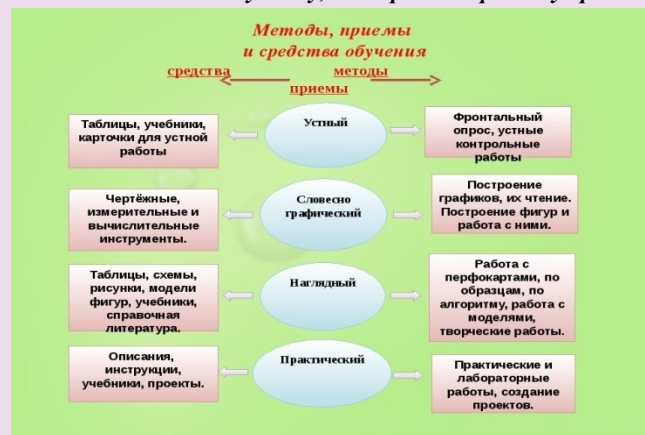 Методы, приемы
и средства обучения
средства
методы
приемы
Таблицы, учебники,
карточки для устной
работы
Устный
Фронтальный
опрос, устные
контрольные
работы
Чертёжные,
измерительные и
вычислительные
инструменты.
Словесно
графический
Построение
графиков, их чтение.
Построение фигур и
работа с ними.
Таблицы, схемы,
рисунки, модели
фигур, учебники,
справочная
литература.
Наглядный
Работа с
перфокартами, по
образцам, по
алгоритму, работа с
моделями,
творческие работы.
Описания,
инструкции,
учебники, проекты.
Практический
Практические и
лабораторные
работы, создание
проектов.